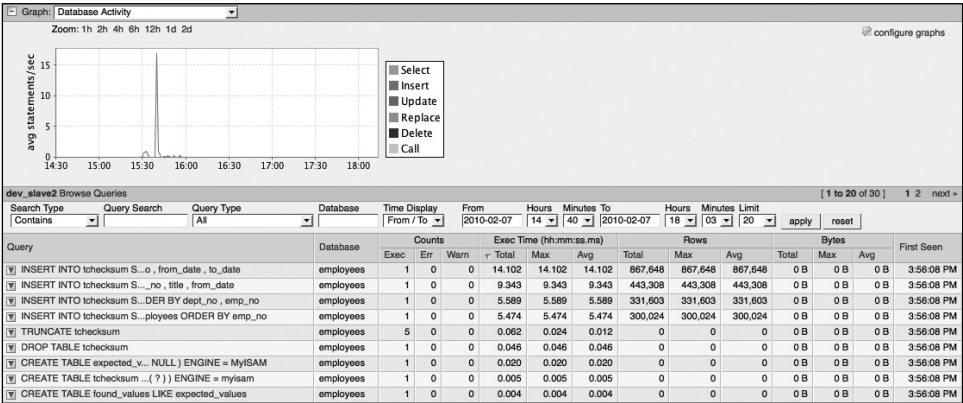 Graph: Database Activity
Zoom: 1h 2h 4h 6h 12h 1d 2d
configure graphs
avg statements/sec
15
10
5
0
14:30 15:00 15:30 16:00 16:30 17:00 17:30 18:00
Select
Insert
Update
Replace
Delete
Call
dev_slave2 Browse Queries [ 1 to 20 of 30 ] 1 2 next »
Search Type Query Search Query Type Database Time Display From Hours Minutes To Hours Minutes Limit
Contains All From / To 2010-02-07 14 40 2010-02-07 18 03 20 apply reset
Query Database Counts Exec Time (hh:mm:ss.ms) Rows Bytes First Seen
Exec Err Warn Total Max Avg Total Max Avg Total Max Avg
INSERT INTO tchecksum S...o , from_date , to_date employees 1 0 0 14.102 14.102 14.102 867,648 867,648 867,648 0 B 0 B 0 B 3:56:08 PM
INSERT INTO tchecksum S..._no , title , from_date employees 1 0 0 9.343 9.343 9.343 443,308 443,308 443,308 0 B 0 B 0 B 3:56:08 PM
INSERT INTO tchecksum S...DER BY dept_no , emp_no employees 1 0 0 5.589 5.589 5.589 331,603 331,603 331,603 0 B 0 B 0 B 3:56:08 PM
INSERT INTO tchecksum S...ployees ORDER BY emp_no employees 1 0 0 5.474 5.474 5.474 300,024 300,024 300,024 0 B 0 B 0 B 3:56:08 PM
TRUNCATE tchecksum employees 5 0 0 0.062 0.024 0.012 0 0 0 0 B 0 B 0 B 3:56:08 PM
DROP TABLE tchecksum employees 1 0 0 0.046 0.046 0.046 0 0 0 0 B 0 B 0 B 3:56:08 PM
CREATE TABLE expected_v... NULL ) ENGINE = MyISAM employees 1 0 0 0.020 0.020 0.020 0 0 0 0 B 0 B 0 B 3:56:08 PM
CREATE TABLE tchecksum ...( ? ) ) ENGINE = myisam employees 1 0 0 0.005 0.005 0.005 0 0 0 0 B 0 B 0 B 3:56:08 PM
CREATE TABLE found_values LIKE expected_values employees 1 0 0 0.004 0.004 0.004 0 0 0 0 B 0 B 0 B 3:56:08 PM